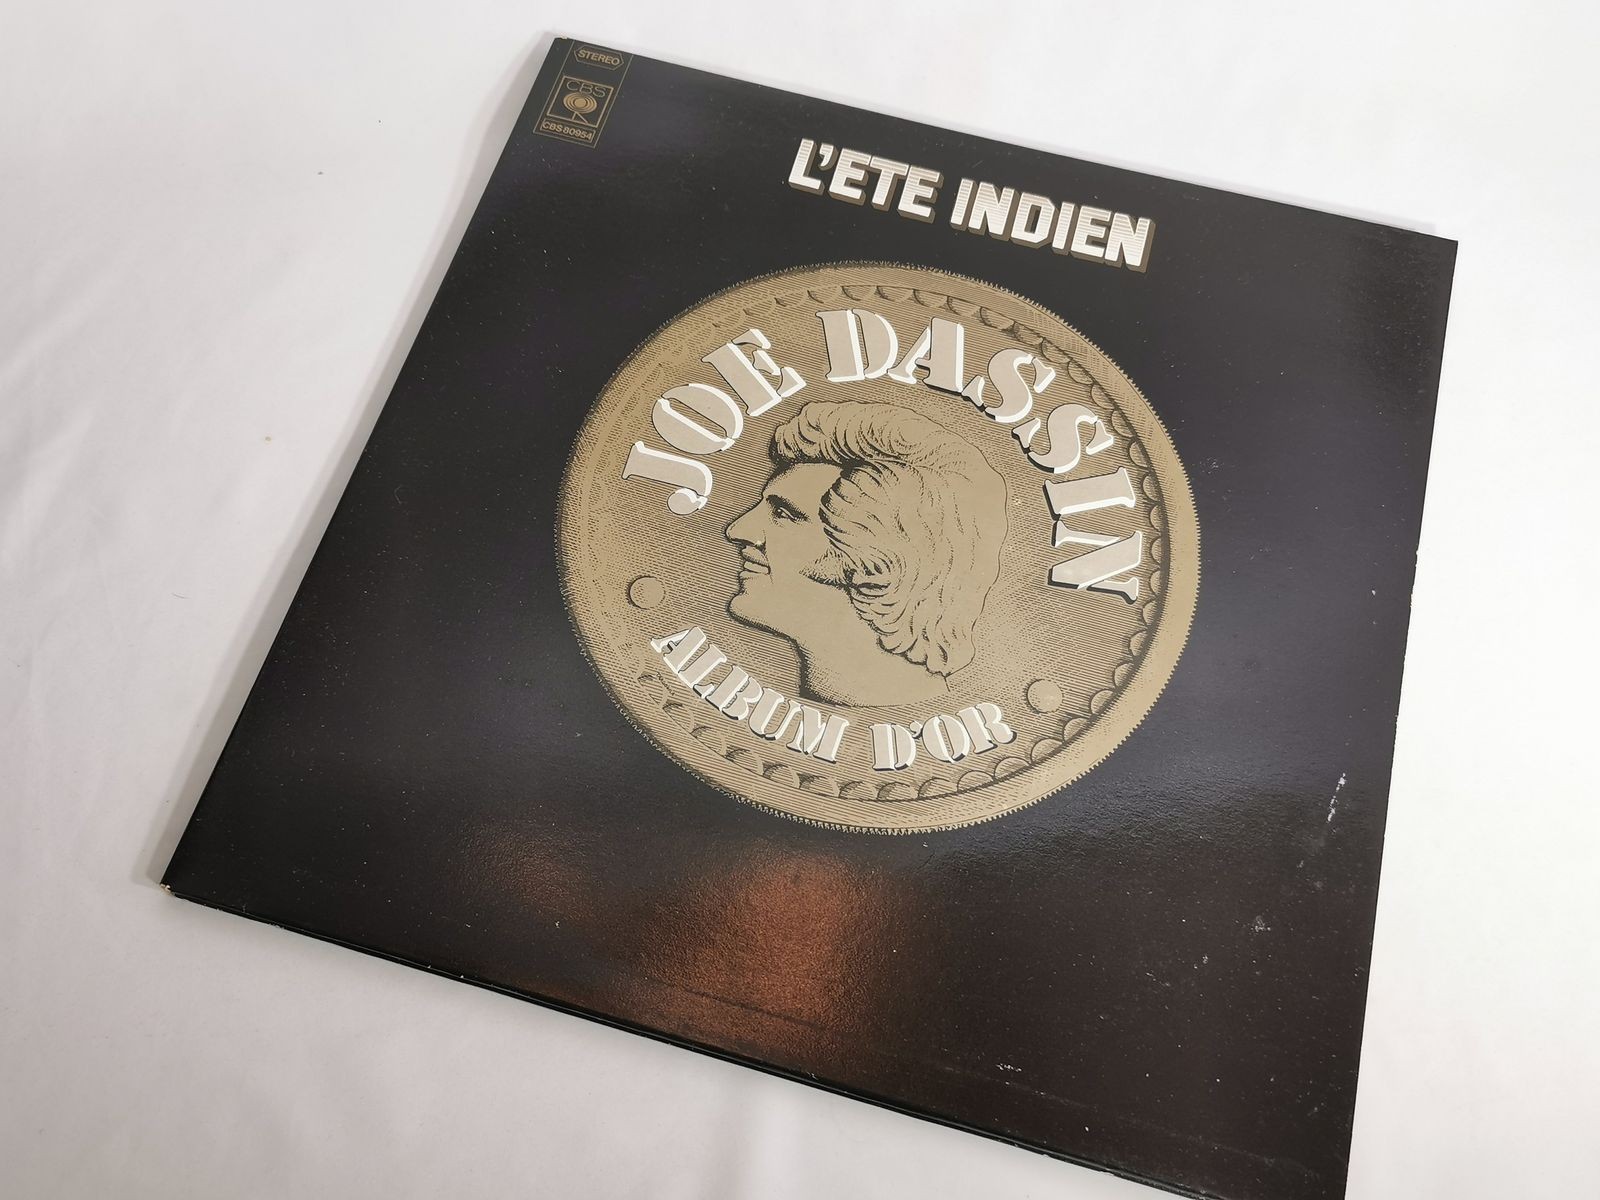 STEREO
CBS
CBS 80954
L'ETE INDIEN
JOE DASSIN
ALBUM D'OR